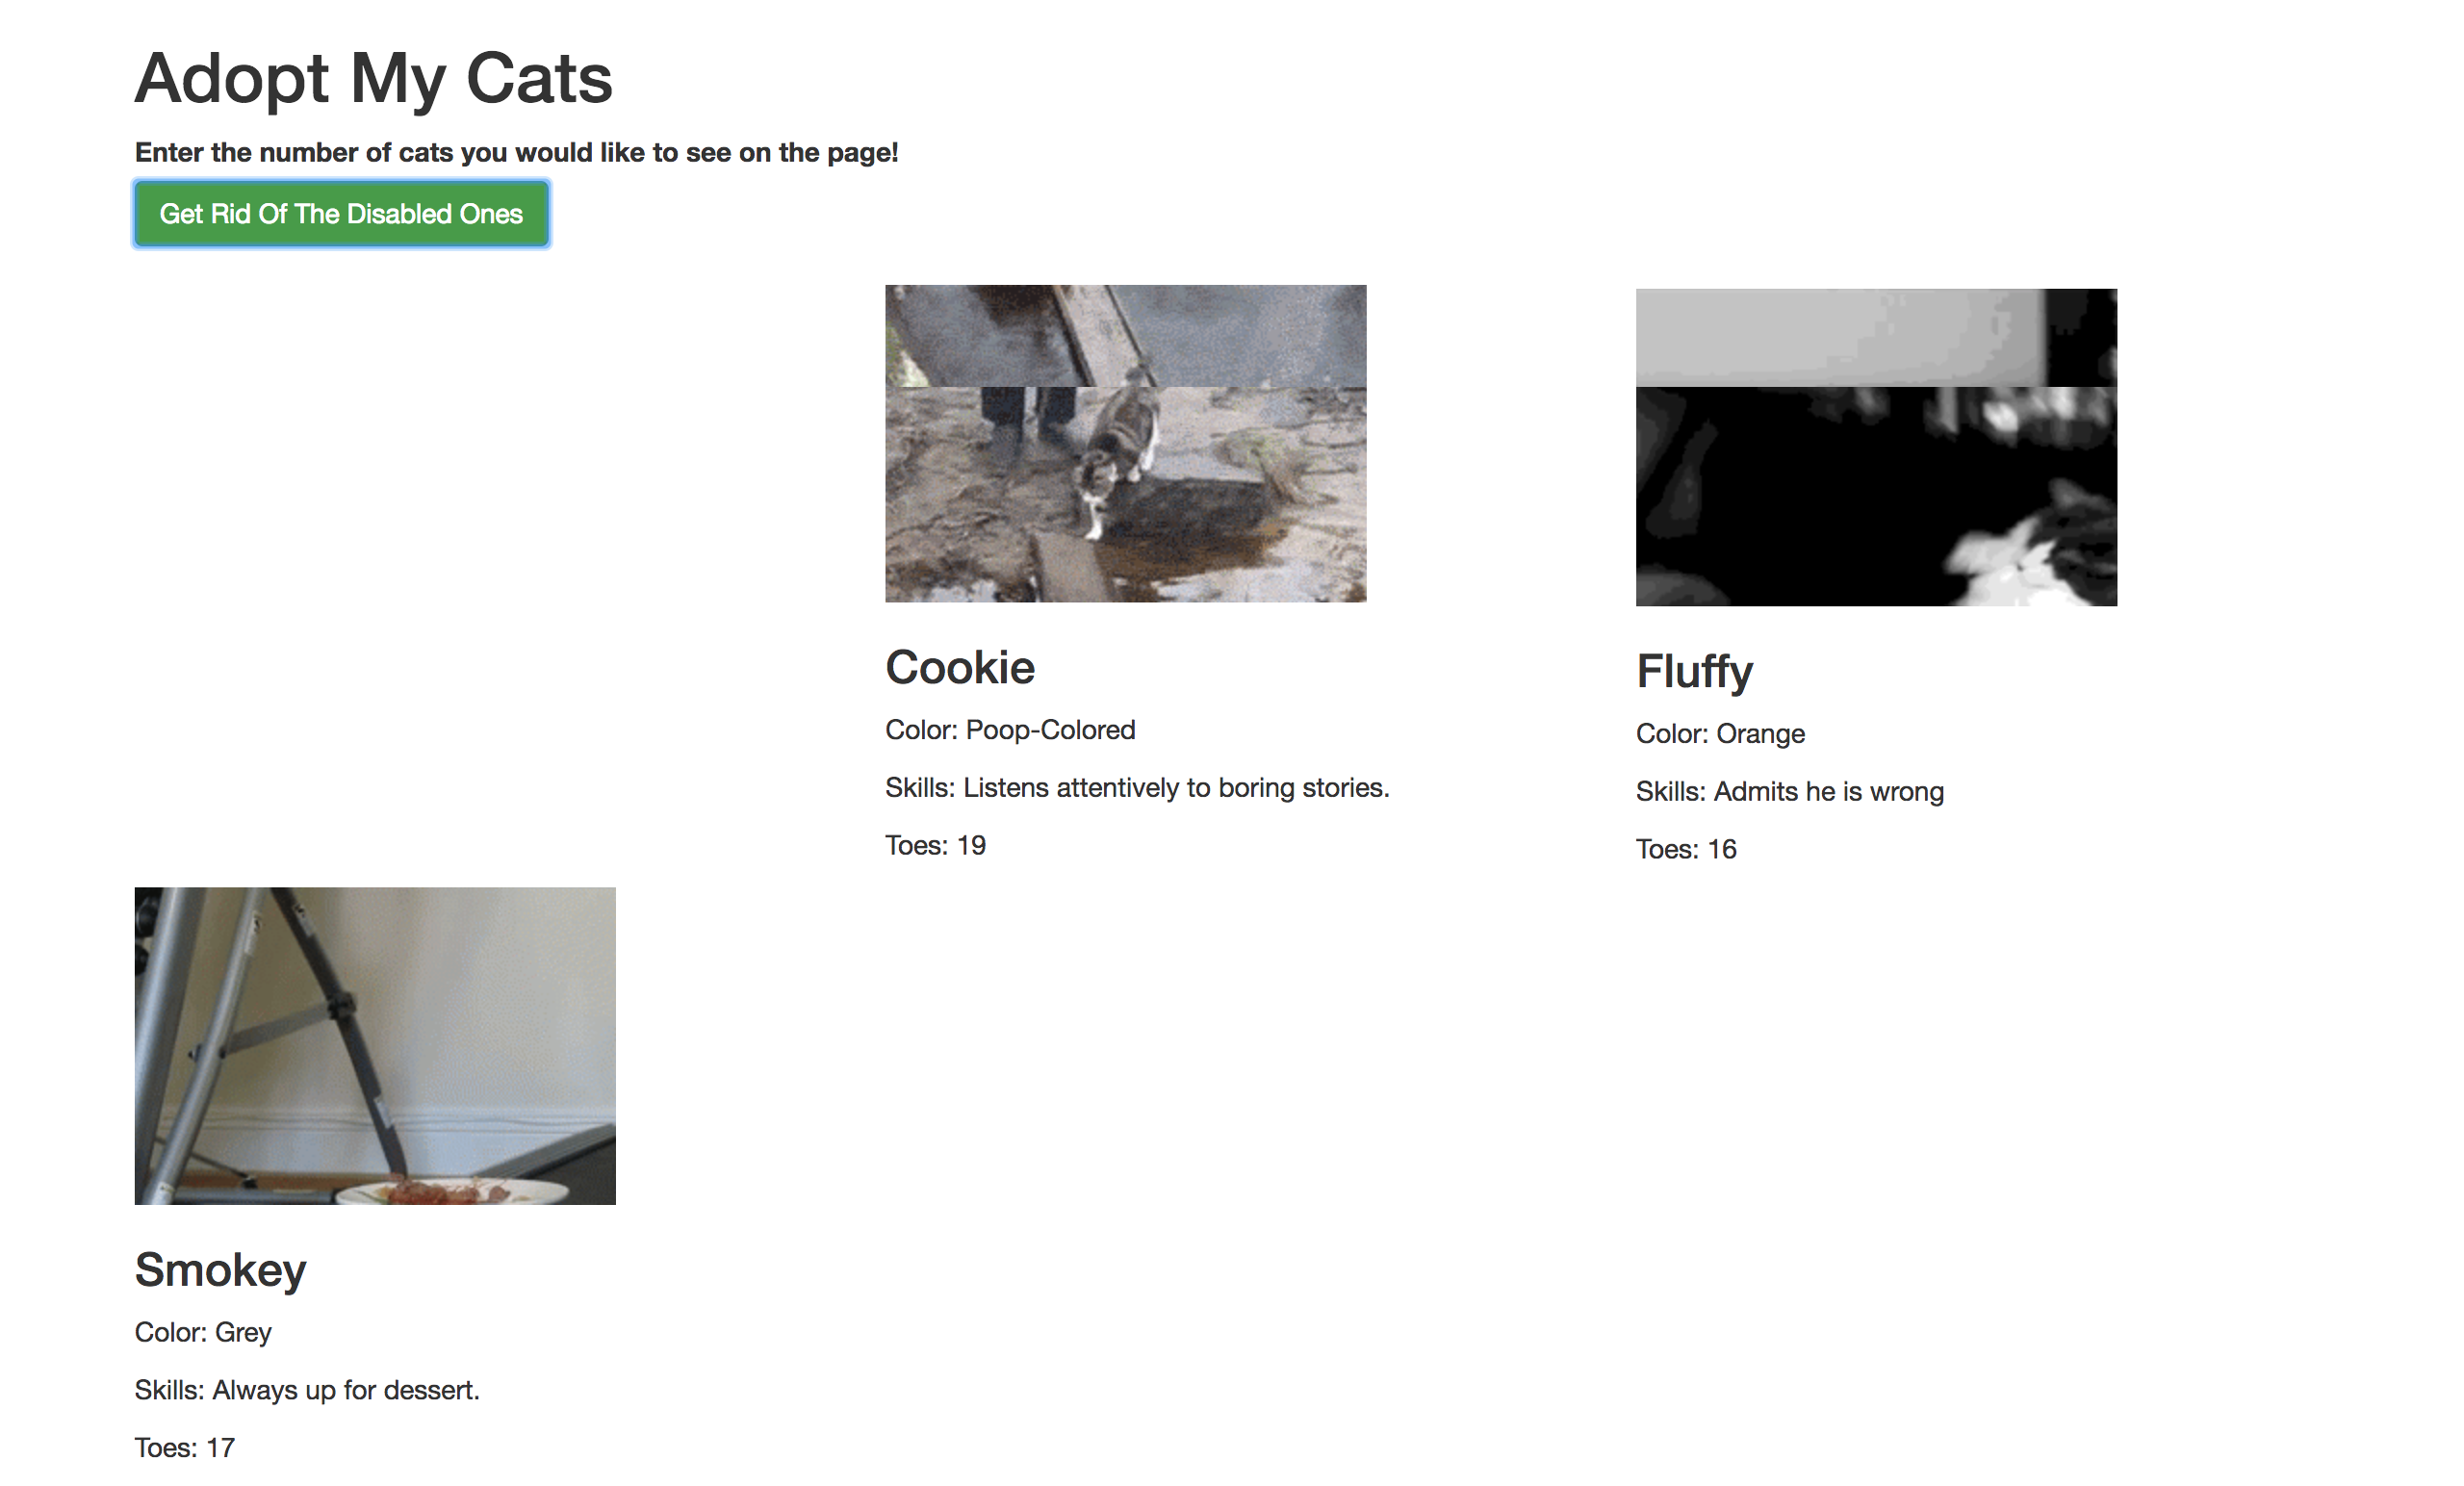 Adopt My Cats
Enter the number of cats you would like to see on the page!
Get Rid Of The Disabled Ones
Cookie
Color: Poop-Colored
Skills: Listens attentively to boring stories.
Toes: 19
Fluffy
Color: Orange
Skills: Admits he is wrong
Toes: 16
Smokey
Color: Grey
Skills: Always up for dessert.
Toes: 17